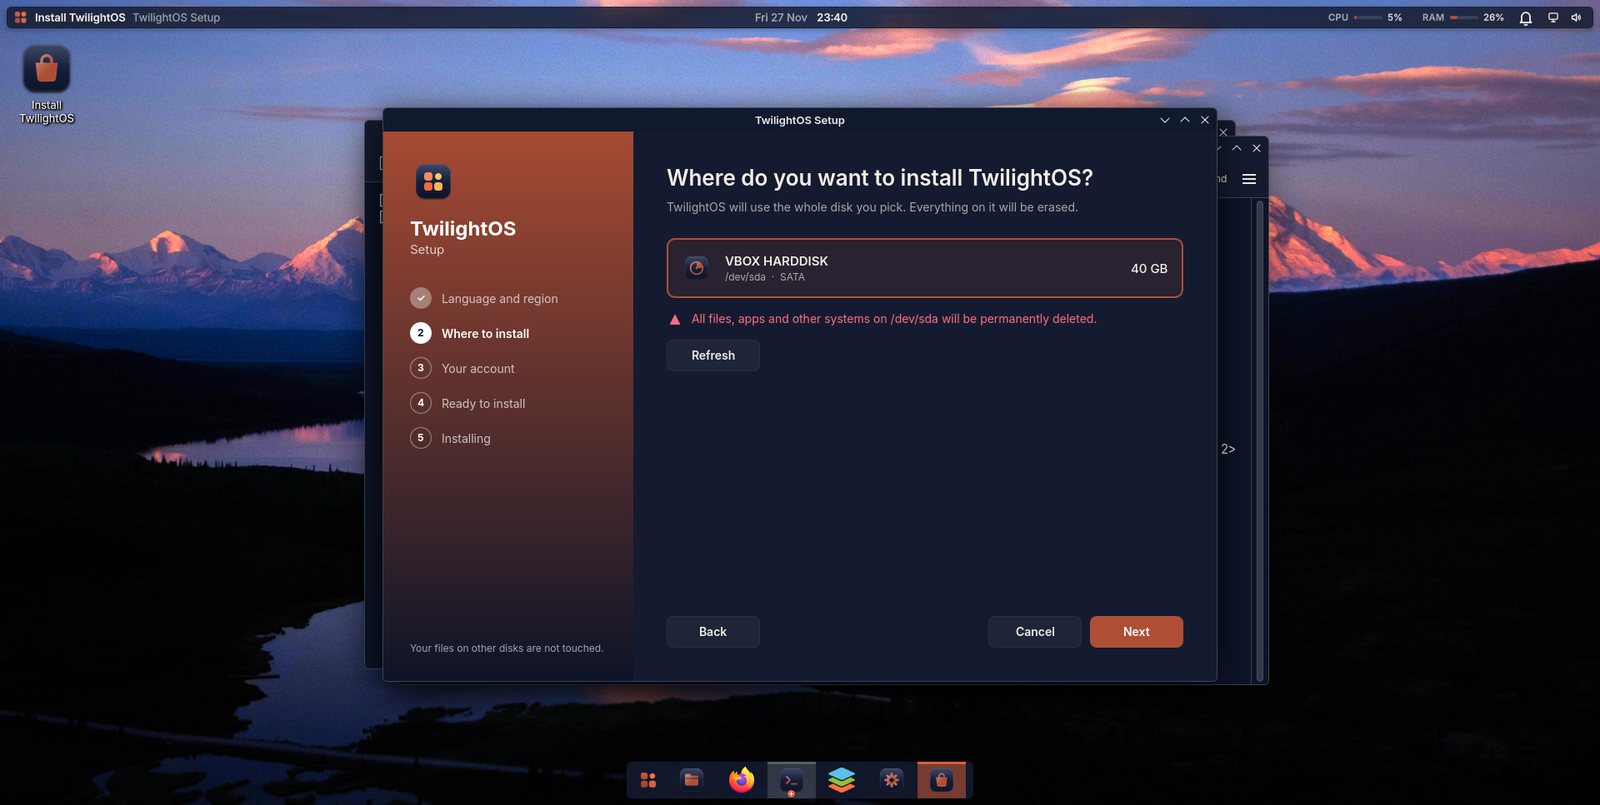 Install TwilightOS TwilightOS Setup
Fri 27 Nov 23:40
CPU 5% RAM 26%
Install
TwilightOS
TwilightOS Setup
TwilightOS
Setup
Language and region
2 Where to install
3 Your account
4 Ready to install
5 Installing
Your files on other disks are not touched.
Where do you want to install TwilightOS?
TwilightOS will use the whole disk you pick. Everything on it will be erased.
VBOX HARDDISK
/dev/sda · SATA
40 GB
All files, apps and other systems on /dev/sda will be permanently deleted.
Refresh
Back
Cancel
Next
2>